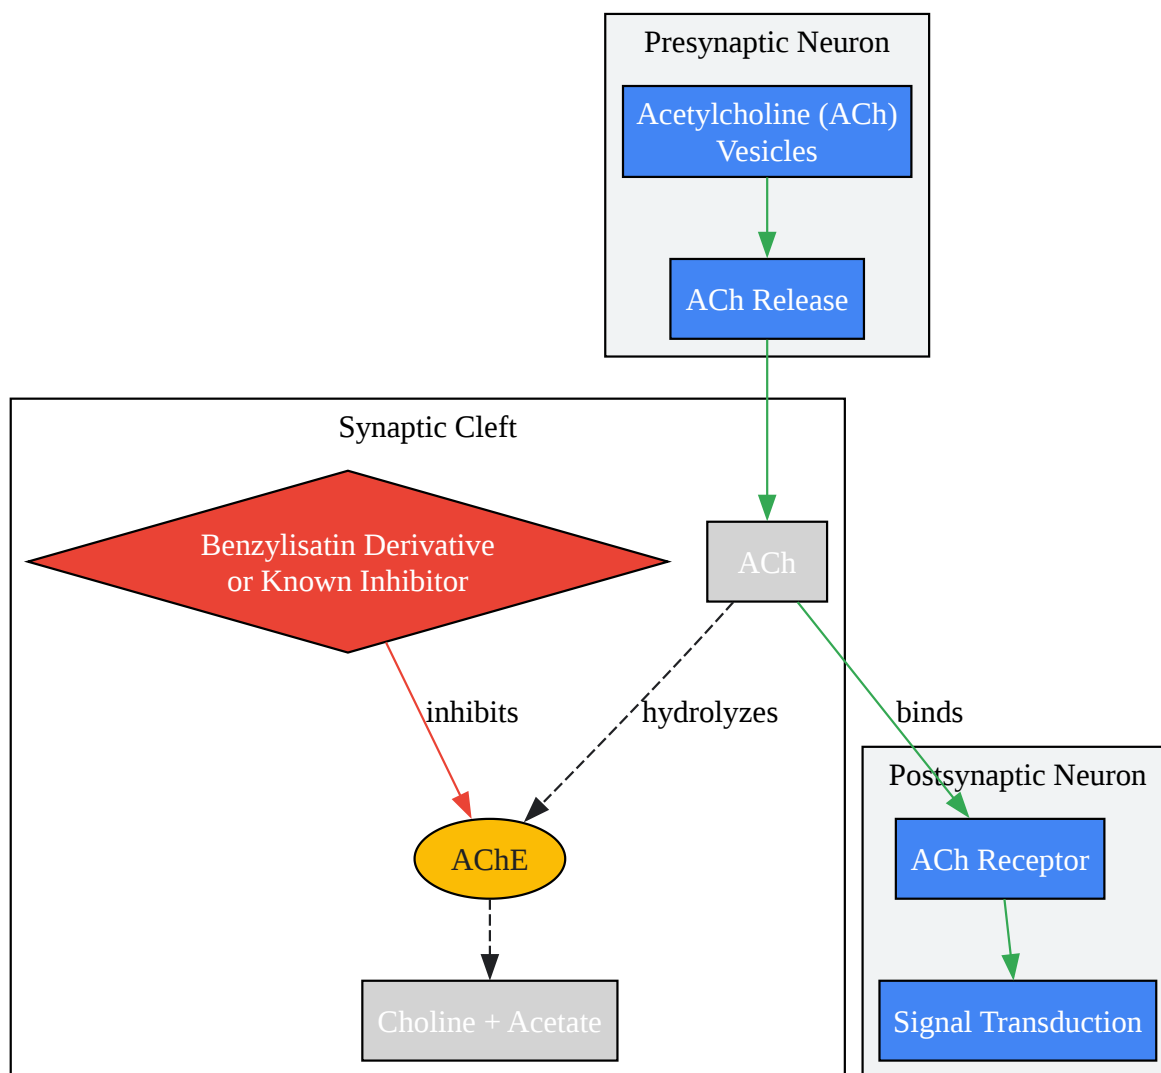 Presynaptic Neuron
Acetylcholine (ACh)
Vesicles
ACh Release
Synaptic Cleft
Benzylisatin Derivative
or Known Inhibitor
ACh
inhibits
hydrolyzes
binds
Postsynaptic Neuron
AChE
ACh Receptor
Choline + Acetate
Signal Transduction